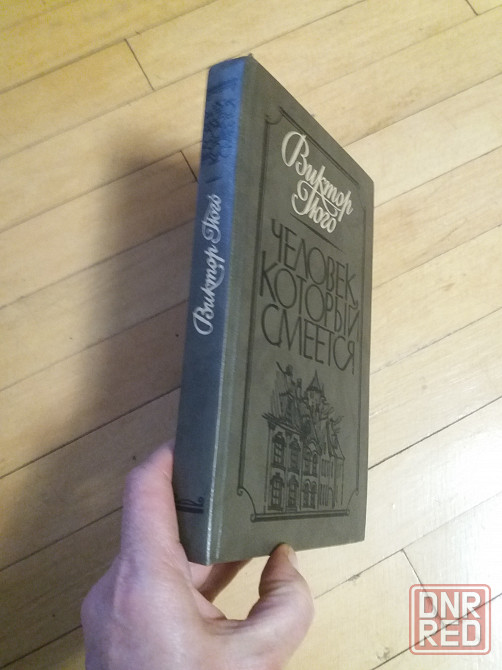 Виктор Гюго
Виктор
Гюго
ЧЕЛОВЕК,
КОТОРЫЙ
СМЕЕТСЯ
DNR
RED